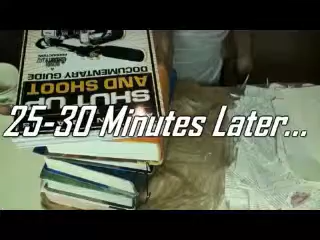 DOCUMENTARY GUIDE
AND SHOOT
SHUT UP
25-30 Minutes Later...